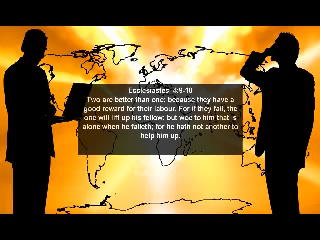 Ecclesiastes 4:9-10
Two are better than one; because they have a
good reward for their labour. For if they fall, the
one will lift up his fellow: but woe to him that is
alone when he falleth; for he hath not another to
help him up.